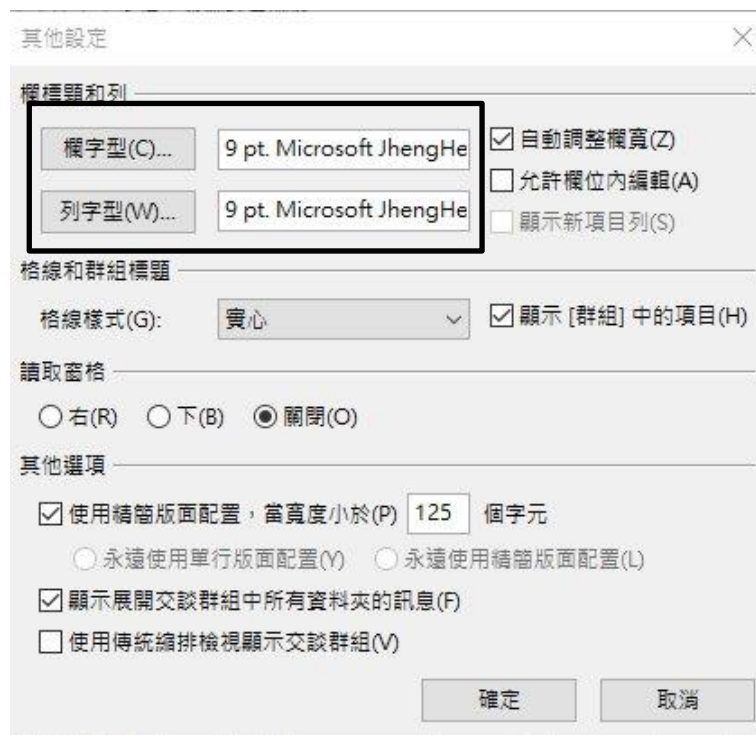 其他設定
欄標題和列
欄字型(C)...
9 pt. Microsoft JhengHe
自動調整欄寬(Z)
允許欄位內編輯(A)
列字型(W)...
9 pt. Microsoft JhengHe
顯示新項目列(S)
格線和群組標題
格線樣式(G):
實心
顯示 [群組] 中的項目(H)
讀取窗格
右(R)
下(B)
關閉(O)
其他選項
使用精簡版面配置，當寬度小於(P) 125 個字元
永遠使用單行版面配置(Y)
永遠使用精簡版面配置(L)
顯示展開交談群組中所有資料夾的訊息(F)
使用傳統縮排檢視顯示交談群組(V)
確定
取消